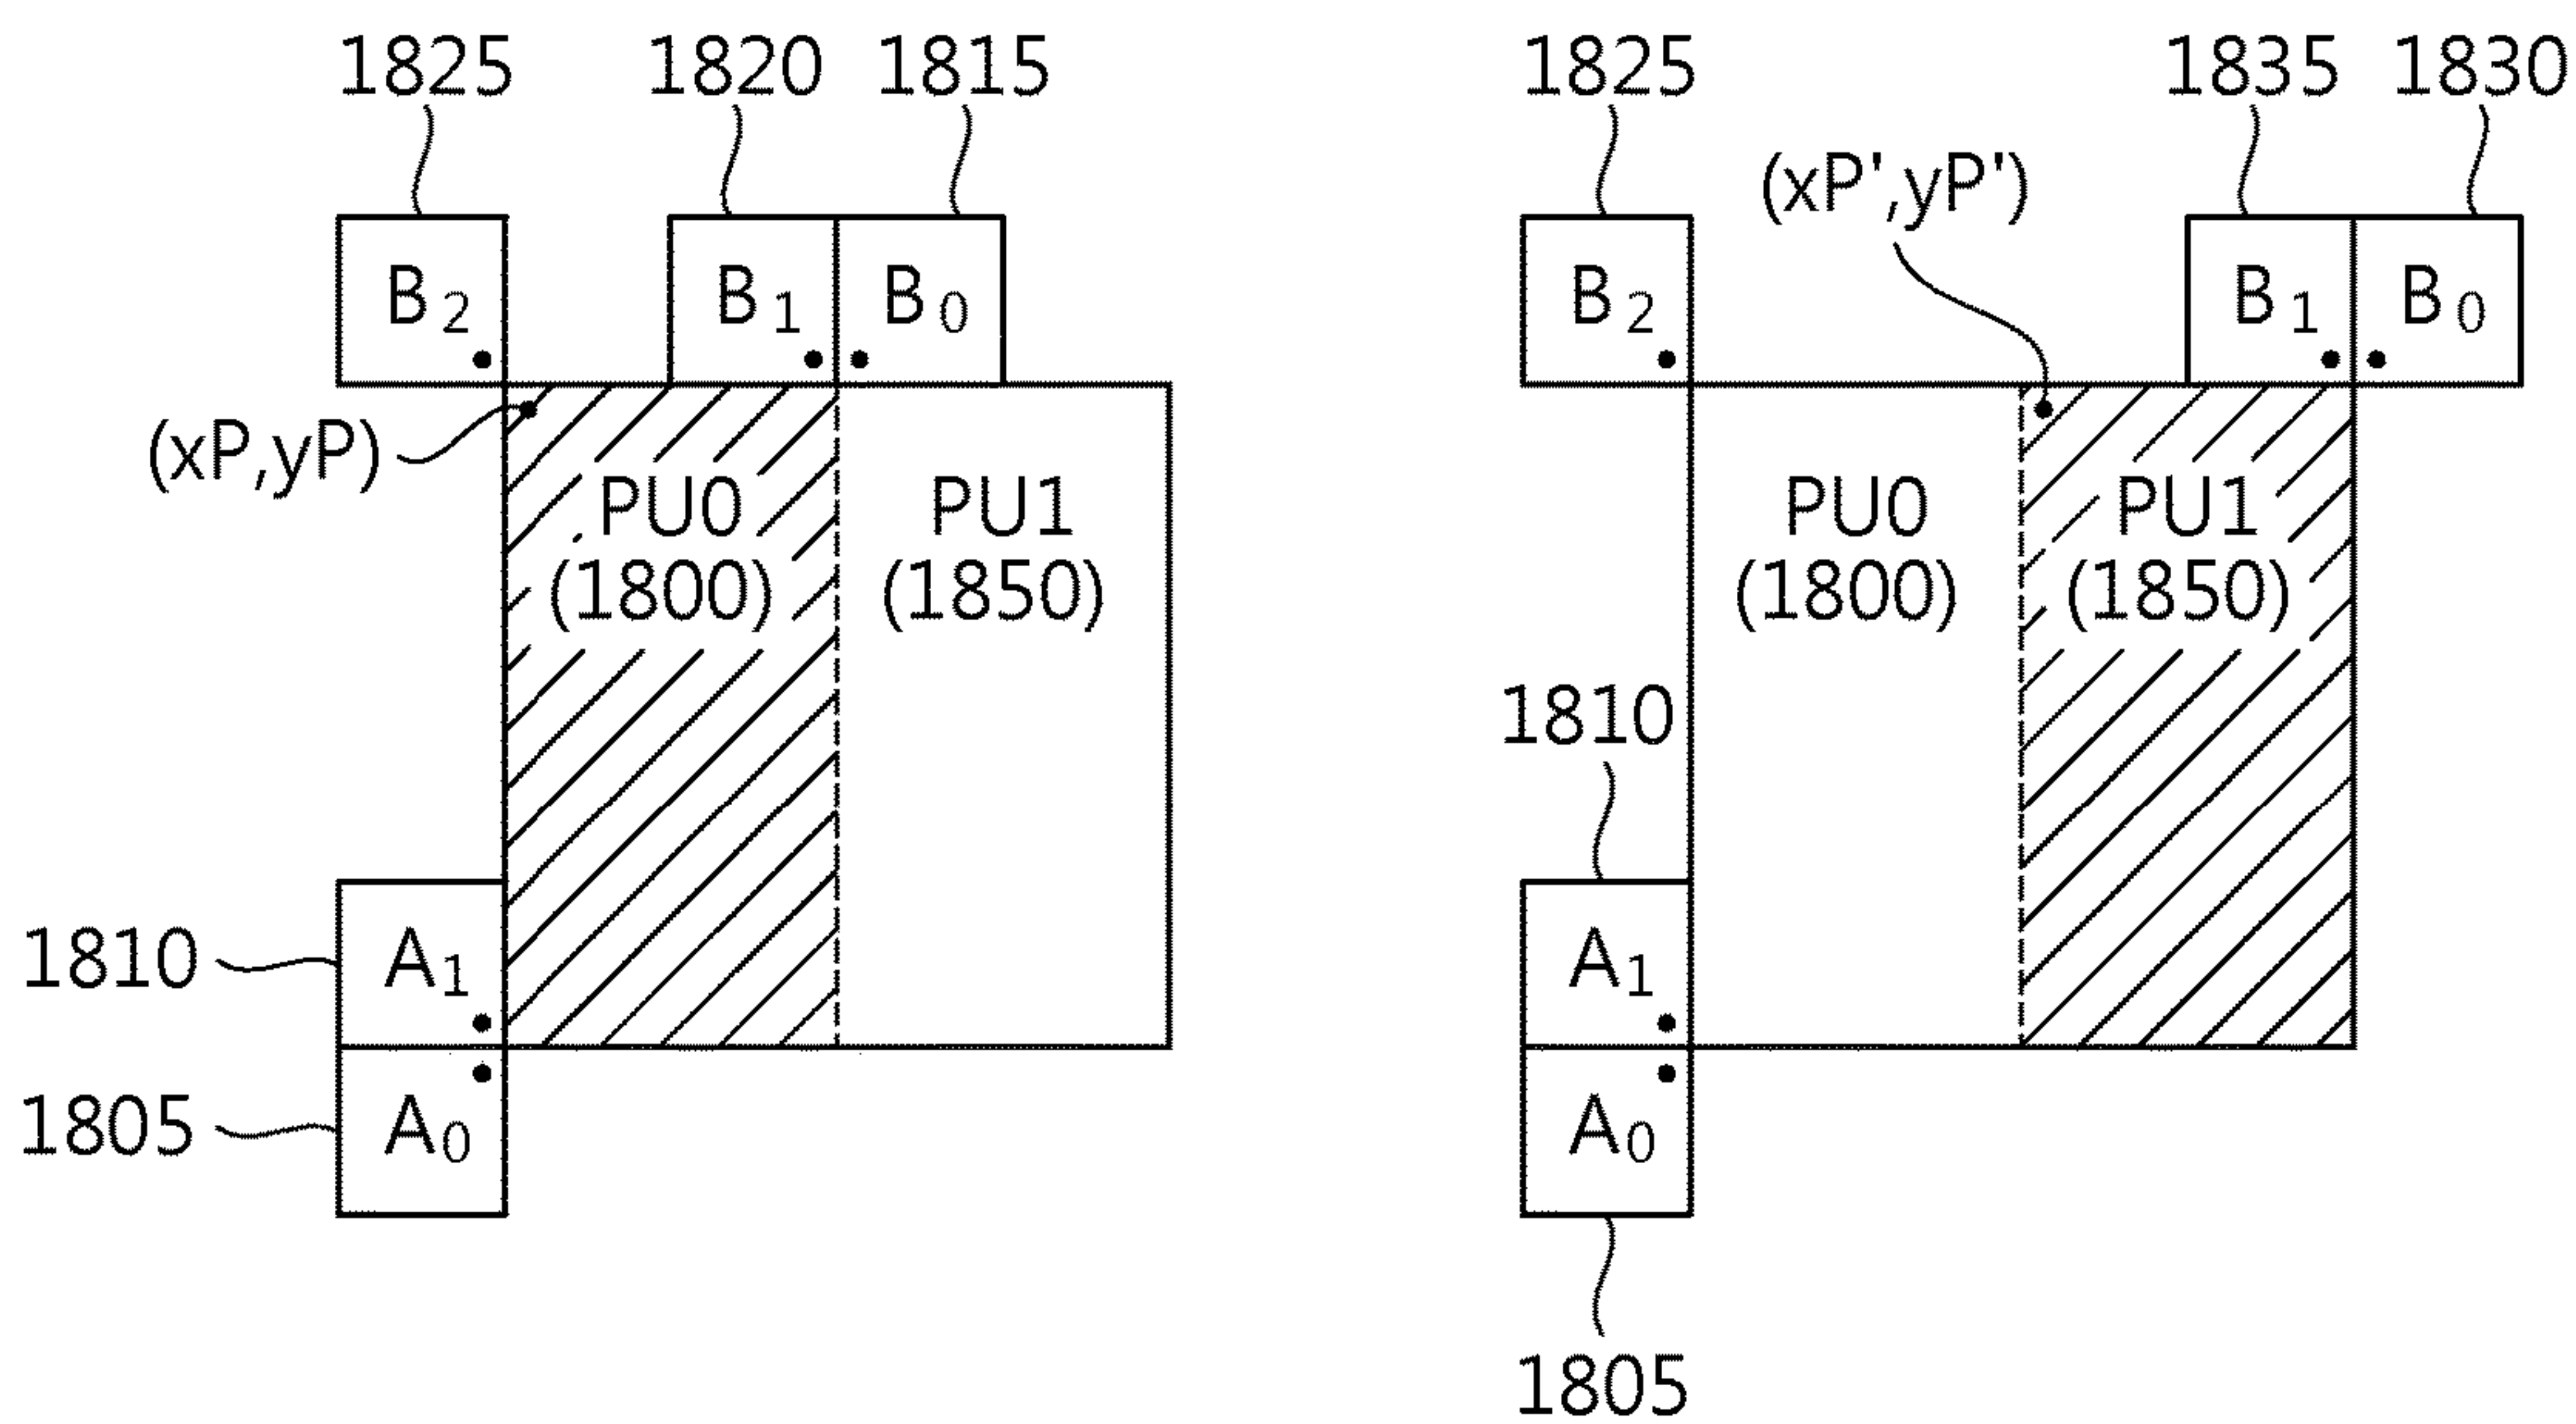 1825 1820 1815
B2 B1 B0
(xP,yP)
PU0 PU1
(1800) (1850)
1810 A1
1805 A0
1825 1835 1830
(xP',yP')
B2 B1 B0
PU0 PU1
(1800) (1850)
1810
A1
A0
1805